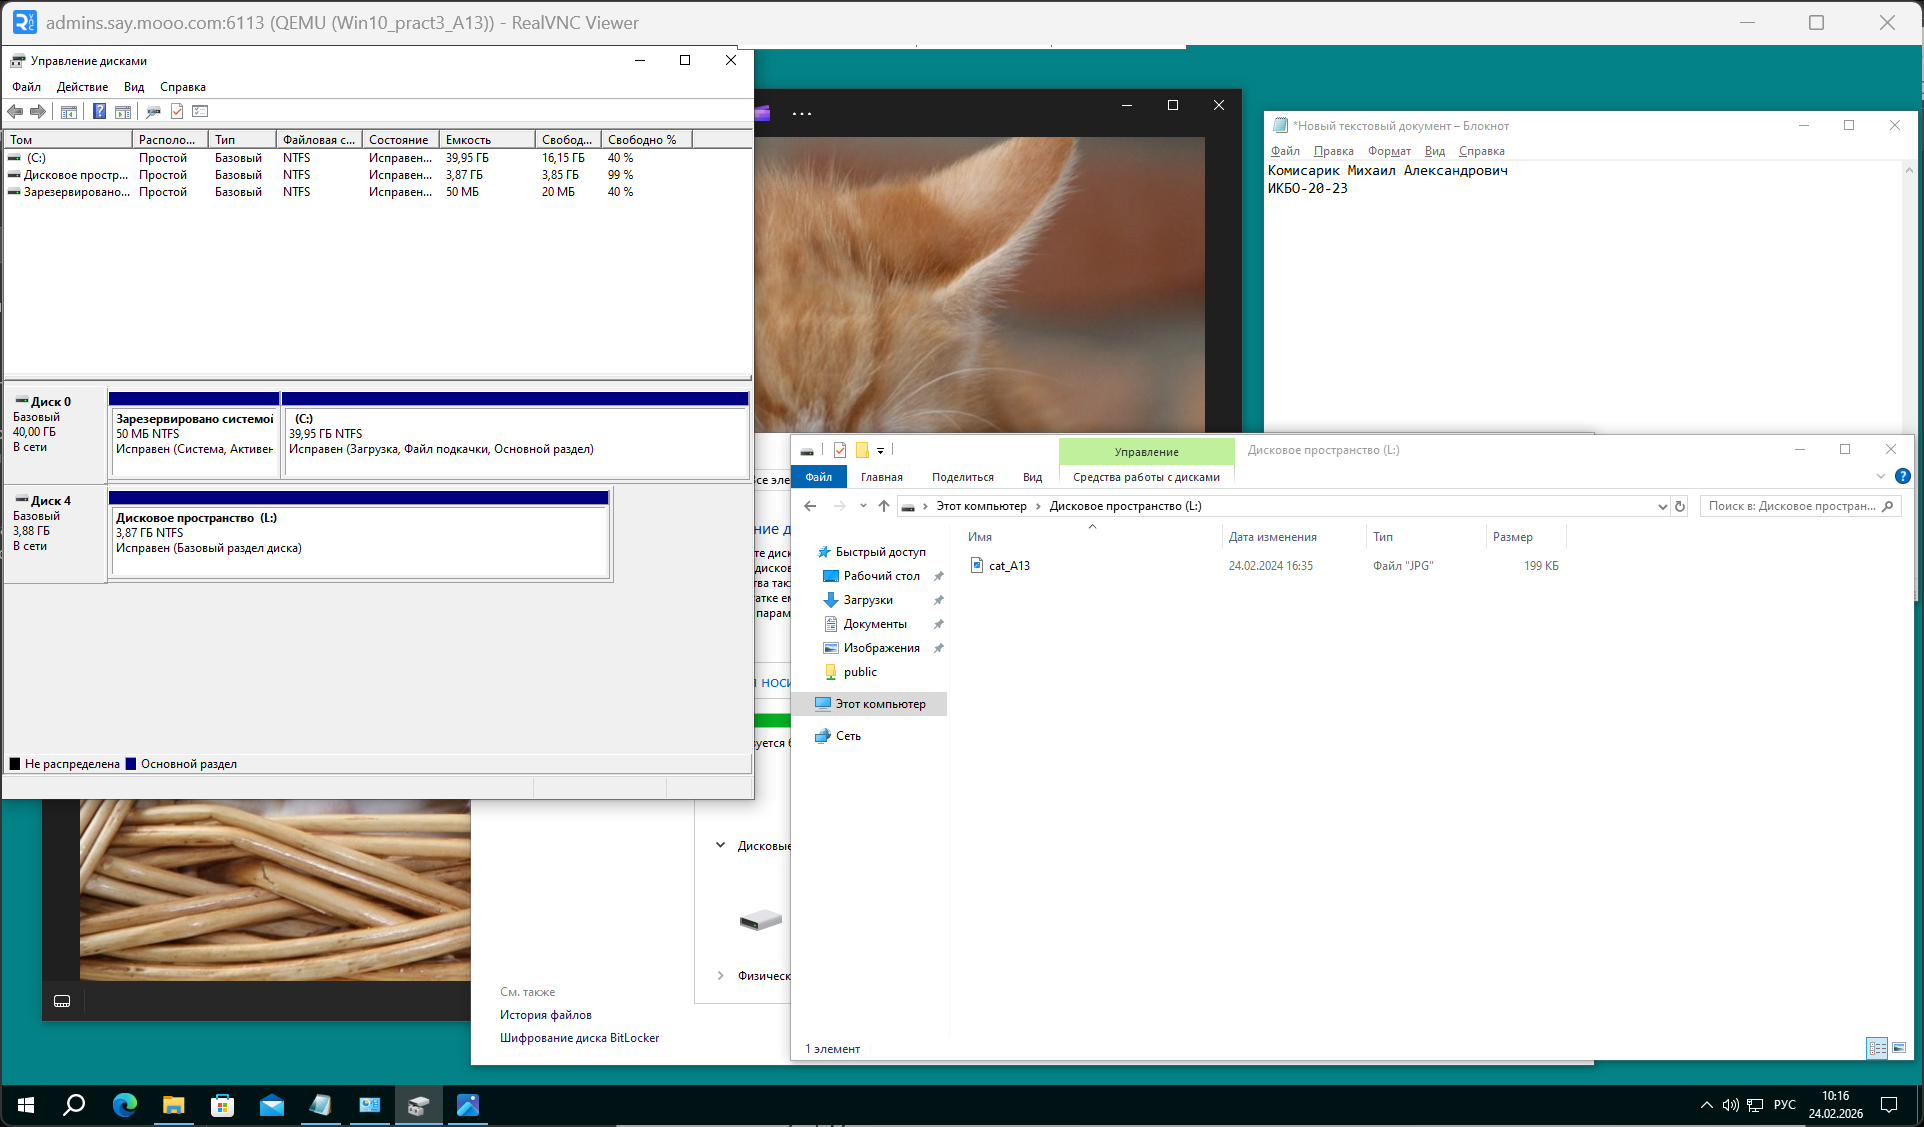 admins.say.mooo.com:6113 (QEMU (Win10_pract3_A13)) - RealVNC Viewer
Управление дисками
Файл Действие Вид Справка
Том Располо... Тип Файловая с... Состояние Емкость Свобод... Свободно %
(C:) Простой Базовый NTFS Исправен... 39,95 ГБ 16,15 ГБ 40 %
Дисковое простр... Простой Базовый NTFS Исправен... 3,87 ГБ 3,85 ГБ 99 %
Зарезервировано... Простой Базовый NTFS Исправен... 50 МБ 20 МБ 40 %
Диск 0
Базовый
40,00 ГБ
В сети
Зарезервировано системой
50 МБ NTFS
Исправен (Система, Активен
(C:)
39,95 ГБ NTFS
Исправен (Загрузка, Файл подкачки, Основной раздел)
Диск 4
Базовый
3,88 ГБ
В сети
Дисковое пространство (L:)
3,87 ГБ NTFS
Исправен (Базовый раздел диска)
Не распределена Основной раздел
*Новый текстовый документ – Блокнот
Файл Правка Формат Вид Справка
Комисарик Михаил Александрович
ИКБО-20-23
Управление
Дисковое пространство (L:)
Файл Главная Поделиться Вид Средства работы с дисками
Этот компьютер Дисковое пространство (L:)
Поиск в: Дисковое простран...
Имя Дата изменения Тип Размер
cat_A13 24.02.2024 16:35 Файл "JPG" 199 КБ
Быстрый доступ
Рабочий стол
Загрузки
Документы
Изображения
public
Этот компьютер
Сеть
1 элемент
Дисковые
Физическ
См. также
История файлов
Шифрование диска BitLocker
РУС
10:16
24.02.2026